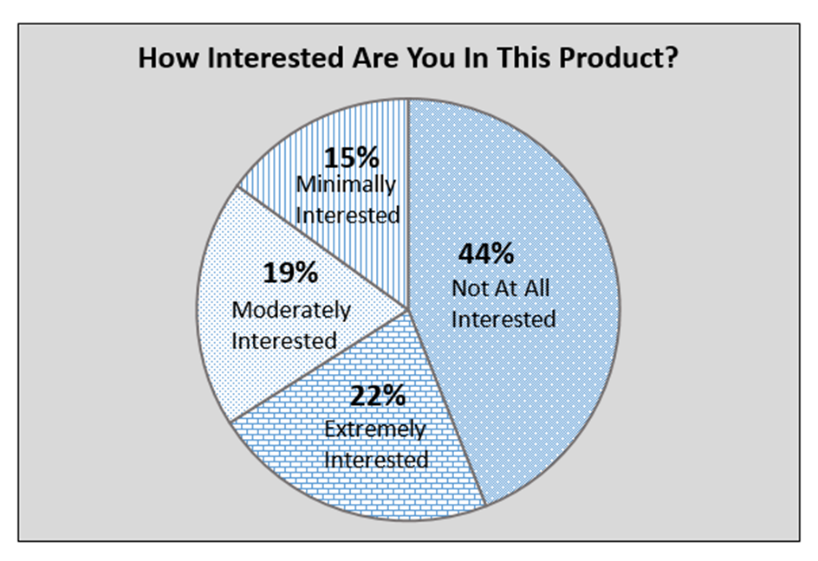 How Interested Are You In This Product?
15%
Minimally
Interested
44%
Not At All
Interested
19%
Moderately
Interested
22%
Extremely
Interested